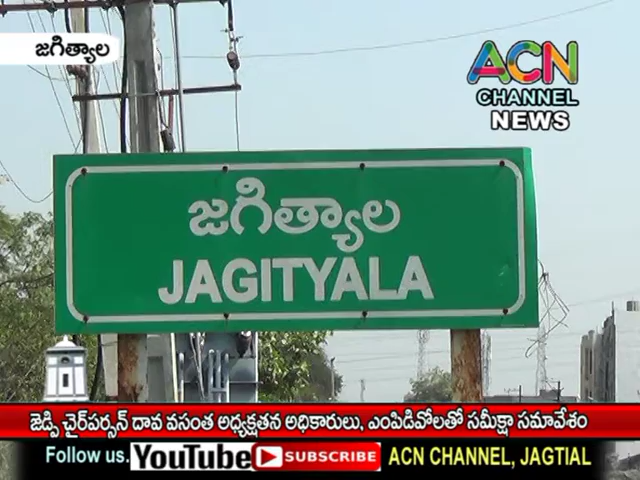 జగిత్యాల
ACN
CHANNEL
NEWS
జగిత్యాల
JAGITYALA
జెడ్పి చైర్‌పర్సన్ దావ వసంత అధ్యక్షతన అధికారులు, ఎంపిడివోలతో సమీక్షా సమావేశం
Follow us. YouTube SUBSCRIBE ACN CHANNEL, JAGTIAL